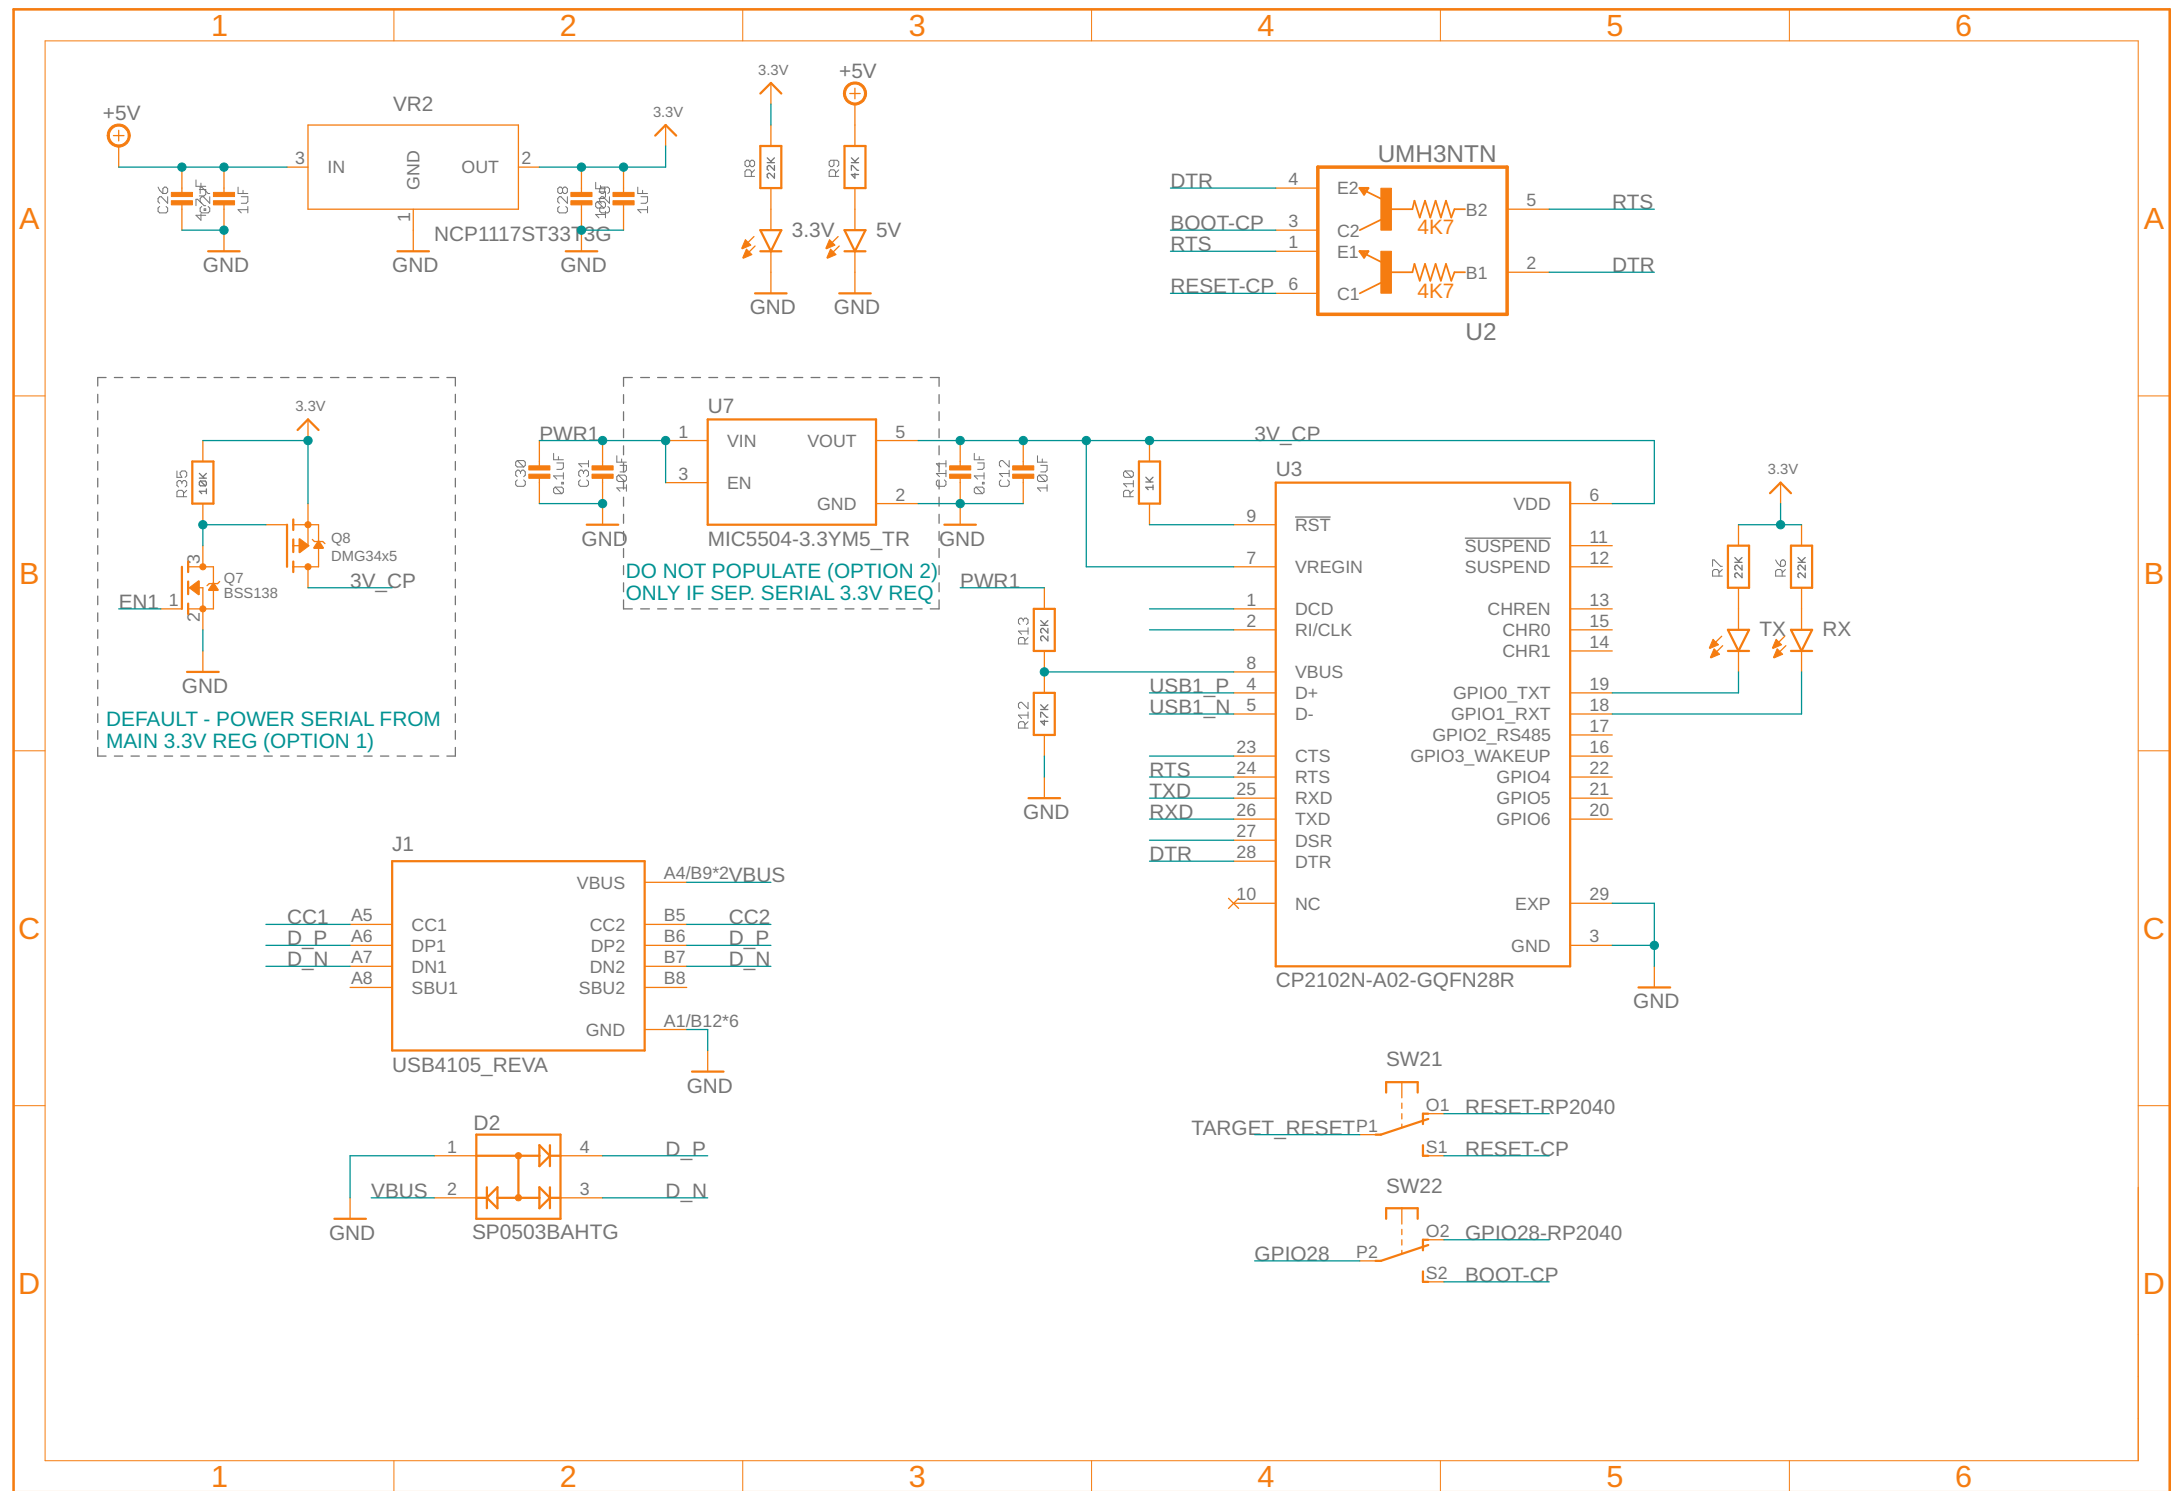 1 2 3 4 5 6
A
A
B
B
C
C
D
D
1 2 3 4 5 6
+5V
VR2
3.3V
3
IN
GND
OUT
2
1
C26
4.7uF
1uF
C28
10uF
1uF
NCP1117ST33T3G
GND
GND
GND
3.3V
+5V
R8
22K
R9
47K
3.3V
5V
GND
GND
UMH3NTN
DTR
4
E2
BOOT-CP
3
C2
RTS
1
E1
RESET-CP
6
C1
4K7
4K7
B2
5
RTS
B1
2
DTR
U2
3.3V
R35
10K
Q8
DMG34x5
3V_CP
3
Q7
BSS138
EN1
1
2
GND
DEFAULT - POWER SERIAL FROM
MAIN 3.3V REG (OPTION 1)
PWR1
C30
0.1uF
C31
10uF
GND
U7
1
VIN
VOUT
5
3
EN
GND
2
MIC5504-3.3YM5_TR
DO NOT POPULATE (OPTION 2)
ONLY IF SEP. SERIAL 3.3V REQ
C11
0.1uF
C12
10uF
GND
3V_CP
R10
1K
PWR1
R13
22K
R12
47K
GND
U3
9
RST
7
VREGIN
1
DCD
2
RI/CLK
8
VBUS
USB1_P
4
D+
USB1_N
5
D-
23
CTS
RTS
24
RTS
TXD
25
RXD
RXD
26
TXD
27
DSR
DTR
28
DTR
10
NC
VDD
6
SUSPEND
11
SUSPEND
12
CHREN
13
CHR0
15
CHR1
14
GPIO0_TXT
19
GPIO1_RXT
18
GPIO2_RS485
17
GPIO3_WAKEUP
16
GPIO4
22
GPIO5
21
GPIO6
20
EXP
29
GND
3
CP2102N-A02-GQFN28R
GND
3.3V
R7
22K
R6
22K
TX
RX
J1
VBUS
A4/B9*2
VBUS
CC1
A5
CC1
CC2
B5
CC2
D_P
A6
DP1
DP2
B6
D_P
D_N
A7
DN1
DN2
B7
D_N
A8
SBU1
SBU2
B8
GND
A1/B12*6
USB4105_REVA
GND
D2
1
4
D_P
VBUS
2
3
D_N
GND
SP0503BAHTG
SW21
TARGET_RESET
P1
O1
RESET-RP2040
S1
RESET-CP
SW22
GPIO28
P2
O2
GPIO28-RP2040
S2
BOOT-CP